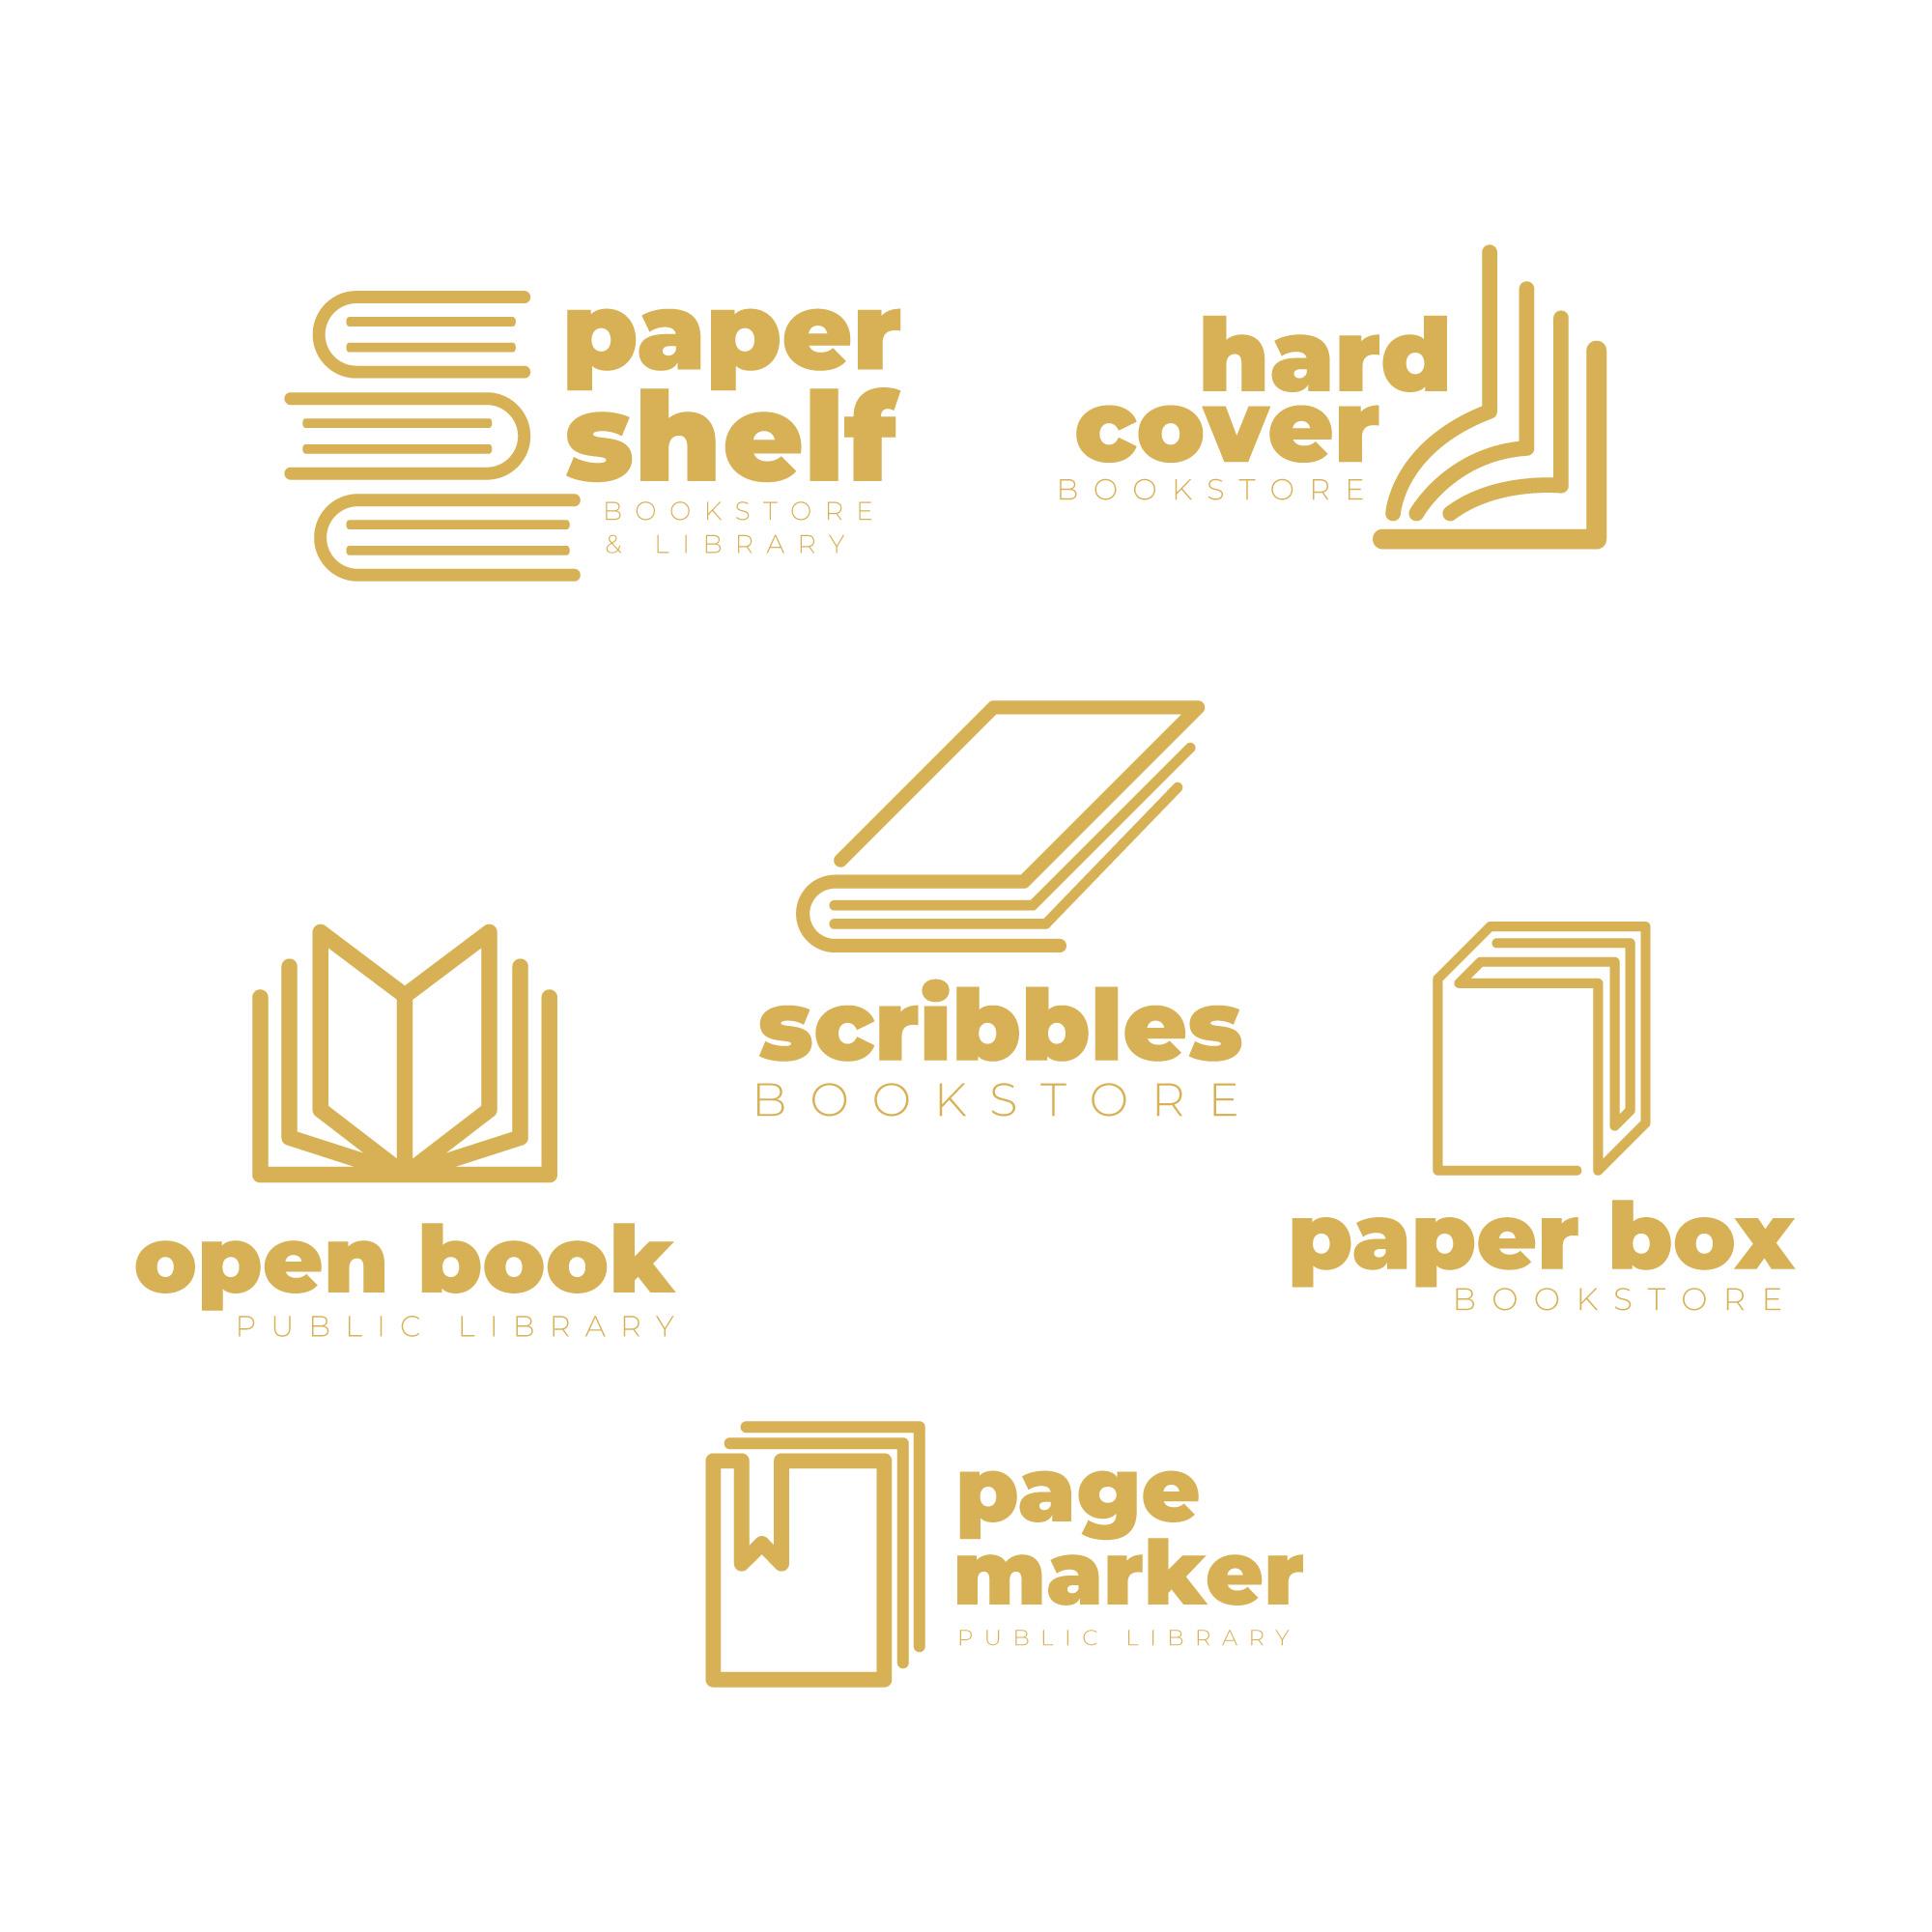 paper
shelf
BOOKSTORE
& LIBRARY
hard
cover
BOOKSTORE
scribbles
BOOKSTORE
open book
PUBLIC LIBRARY
paper box
BOOKSTORE
page
marker
PUBLIC LIBRARY